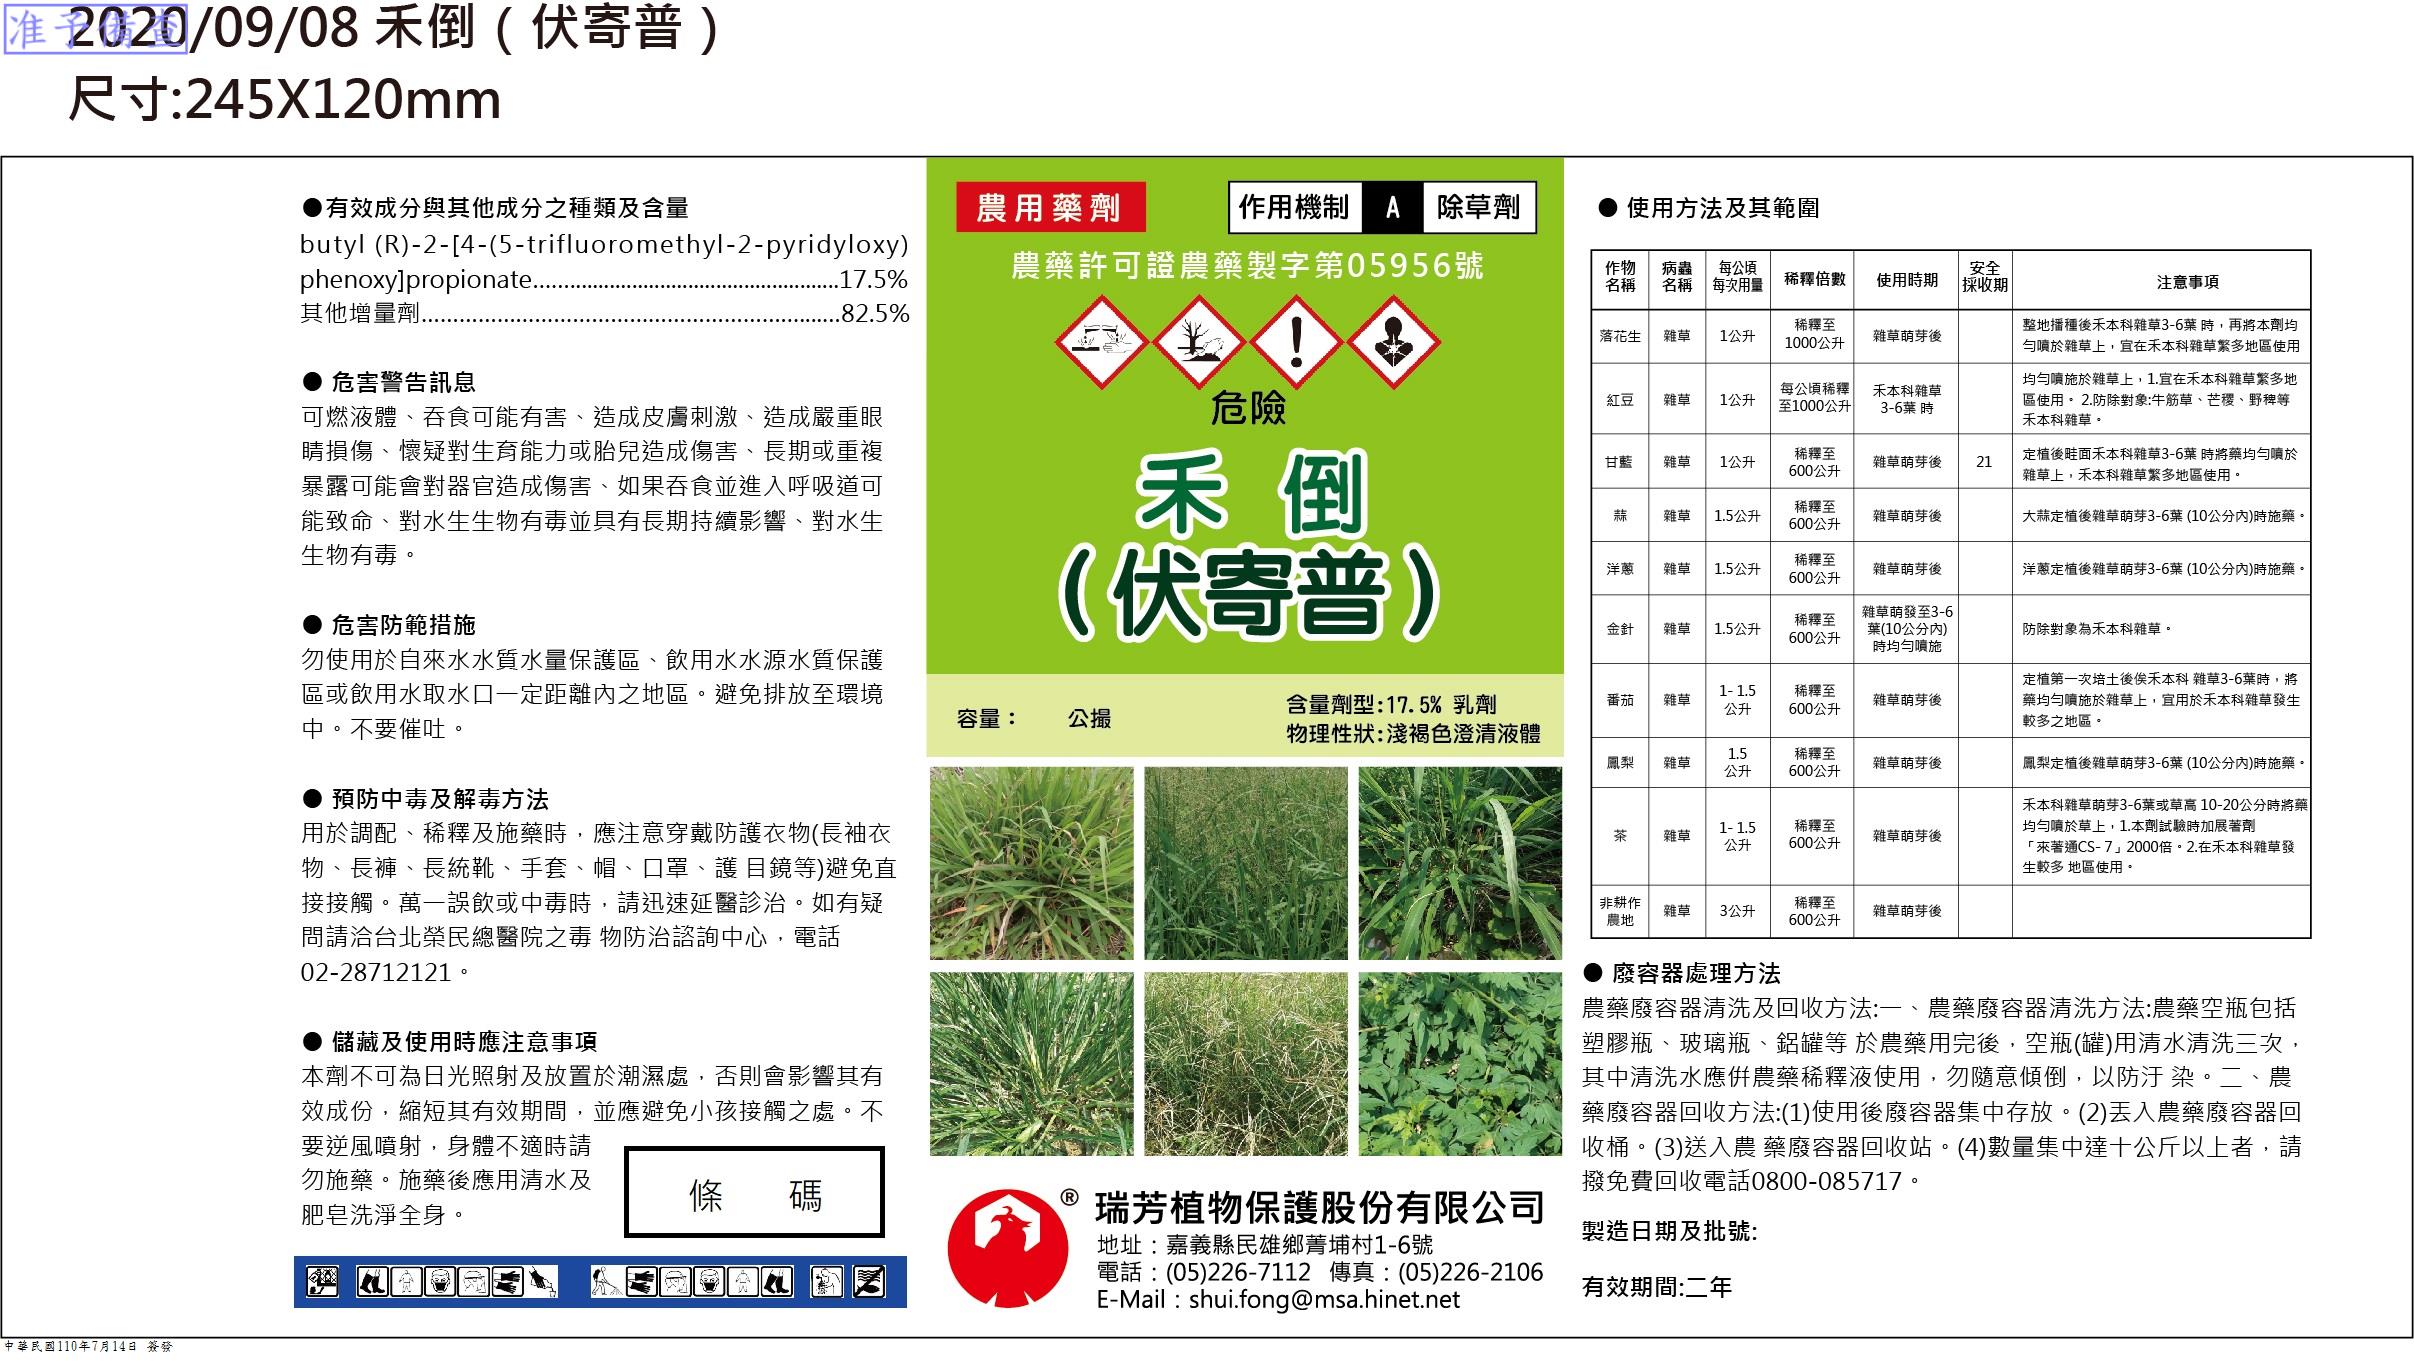 准予備查
2020/09/08 禾倒（伏寄普）
尺寸:245X120mm
●有效成分與其他成分之種類及含量
butyl (R)-2-[4-(5-trifluoromethyl-2-pyridyloxy)
phenoxy]propionate......................................................17.5%
其他增量劑..................................................................82.5%
● 危害警告訊息
可燃液體、吞食可能有害、造成皮膚刺激、造成嚴重眼
睛損傷、懷疑對生育能力或胎兒造成傷害、長期或重複
暴露可能會對器官造成傷害、如果吞食並進入呼吸道可
能致命、對水生生物有毒並具有長期持續影響、對水生
生物有毒。
● 危害防範措施
勿使用於自來水水質水量保護區、飲用水水源水質保護
區或飲用水取水口一定距離內之地區。避免排放至環境
中。不要催吐。
● 預防中毒及解毒方法
用於調配、稀釋及施藥時，應注意穿戴防護衣物(長袖衣
物、長褲、長統靴、手套、帽、口罩、護 目鏡等)避免直
接接觸。萬一誤飲或中毒時，請迅速延醫診治。如有疑
問請洽台北榮民總醫院之毒 物防治諮詢中心，電話
02-28712121。
● 儲藏及使用時應注意事項
本劑不可為日光照射及放置於潮濕處，否則會影響其有
效成份，縮短其有效期間，並應避免小孩接觸之處。不
要逆風噴射，身體不適時請
勿施藥。施藥後應用清水及
肥皂洗淨全身。
條 碼
農用藥劑
作用機制 A 除草劑
農藥許可證農藥製字第05956號
危險
禾 倒
(伏寄普)
容量： 公撮
含量劑型:17.5% 乳劑
物理性狀:淺褐色澄清液體
® 瑞芳植物保護股份有限公司
地址：嘉義縣民雄鄉菁埔村1-6號
電話：(05)226-7112 傳真：(05)226-2106
E-Mail：shui.fong@msa.hinet.net
● 使用方法及其範圍
作物名稱 病蟲名稱 每公頃每次用量 稀釋倍數 使用時期 安全採收期 注意事項
落花生 雜草 1公升 稀釋至1000公升 雜草萌芽後 整地播種後禾本科雜草3-6葉 時，再將本劑均
勻噴於雜草上，宜在禾本科雜草繁多地區使用
紅豆 雜草 1公升 每公頃稀釋至1000公升 禾本科雜草3-6葉 時 均勻噴施於雜草上，1.宜在禾本科雜草繁多地
區使用。 2.防除對象:牛筋草、芒稷、野稗等
禾本科雜草。
甘藍 雜草 1公升 稀釋至600公升 雜草萌芽後 21 定植後畦面禾本科雜草3-6葉 時將藥均勻噴於
雜草上，禾本科雜草繁多地區使用。
蒜 雜草 1.5公升 稀釋至600公升 雜草萌芽後 大蒜定植後雜草萌芽3-6葉 (10公分內)時施藥。
洋蔥 雜草 1.5公升 稀釋至600公升 雜草萌芽後 洋蔥定植後雜草萌芽3-6葉 (10公分內)時施藥。
金針 雜草 1.5公升 稀釋至600公升 雜草萌發至3-6葉(10公分內)時均勻噴施 防除對象為禾本科雜草。
番茄 雜草 1- 1.5公升 稀釋至600公升 雜草萌芽後 定植第一次培土後俟禾本科 雜草3-6葉時，將
藥均勻噴施於雜草上，宜用於禾本科雜草發生
較多之地區。
鳳梨 雜草 1.5公升 稀釋至600公升 雜草萌芽後 鳳梨定植後雜草萌芽3-6葉 (10公分內)時施藥。
茶 雜草 1- 1.5公升 稀釋至600公升 雜草萌芽後 禾本科雜草萌芽3-6葉或草高 10-20公分時將藥
均勻噴於草上，1.本劑試驗時加展著劑
「來著通CS- 7」2000倍。2.在禾本科雜草發
生較多 地區使用。
非耕作農地 雜草 3公升 稀釋至600公升 雜草萌芽後
● 廢容器處理方法
農藥廢容器清洗及回收方法:一、農藥廢容器清洗方法:農藥空瓶包括
塑膠瓶、玻璃瓶、鋁罐等 於農藥用完後，空瓶(罐)用清水清洗三次，
其中清洗水應倂農藥稀釋液使用，勿隨意傾倒，以防汙 染。二、農
藥廢容器回收方法:(1)使用後廢容器集中存放。(2)丟入農藥廢容器回
收桶。(3)送入農 藥廢容器回收站。(4)數量集中達十公斤以上者，請
撥免費回收電話0800-085717。
製造日期及批號:
有效期間:二年
中華民國110年7月14日 簽發